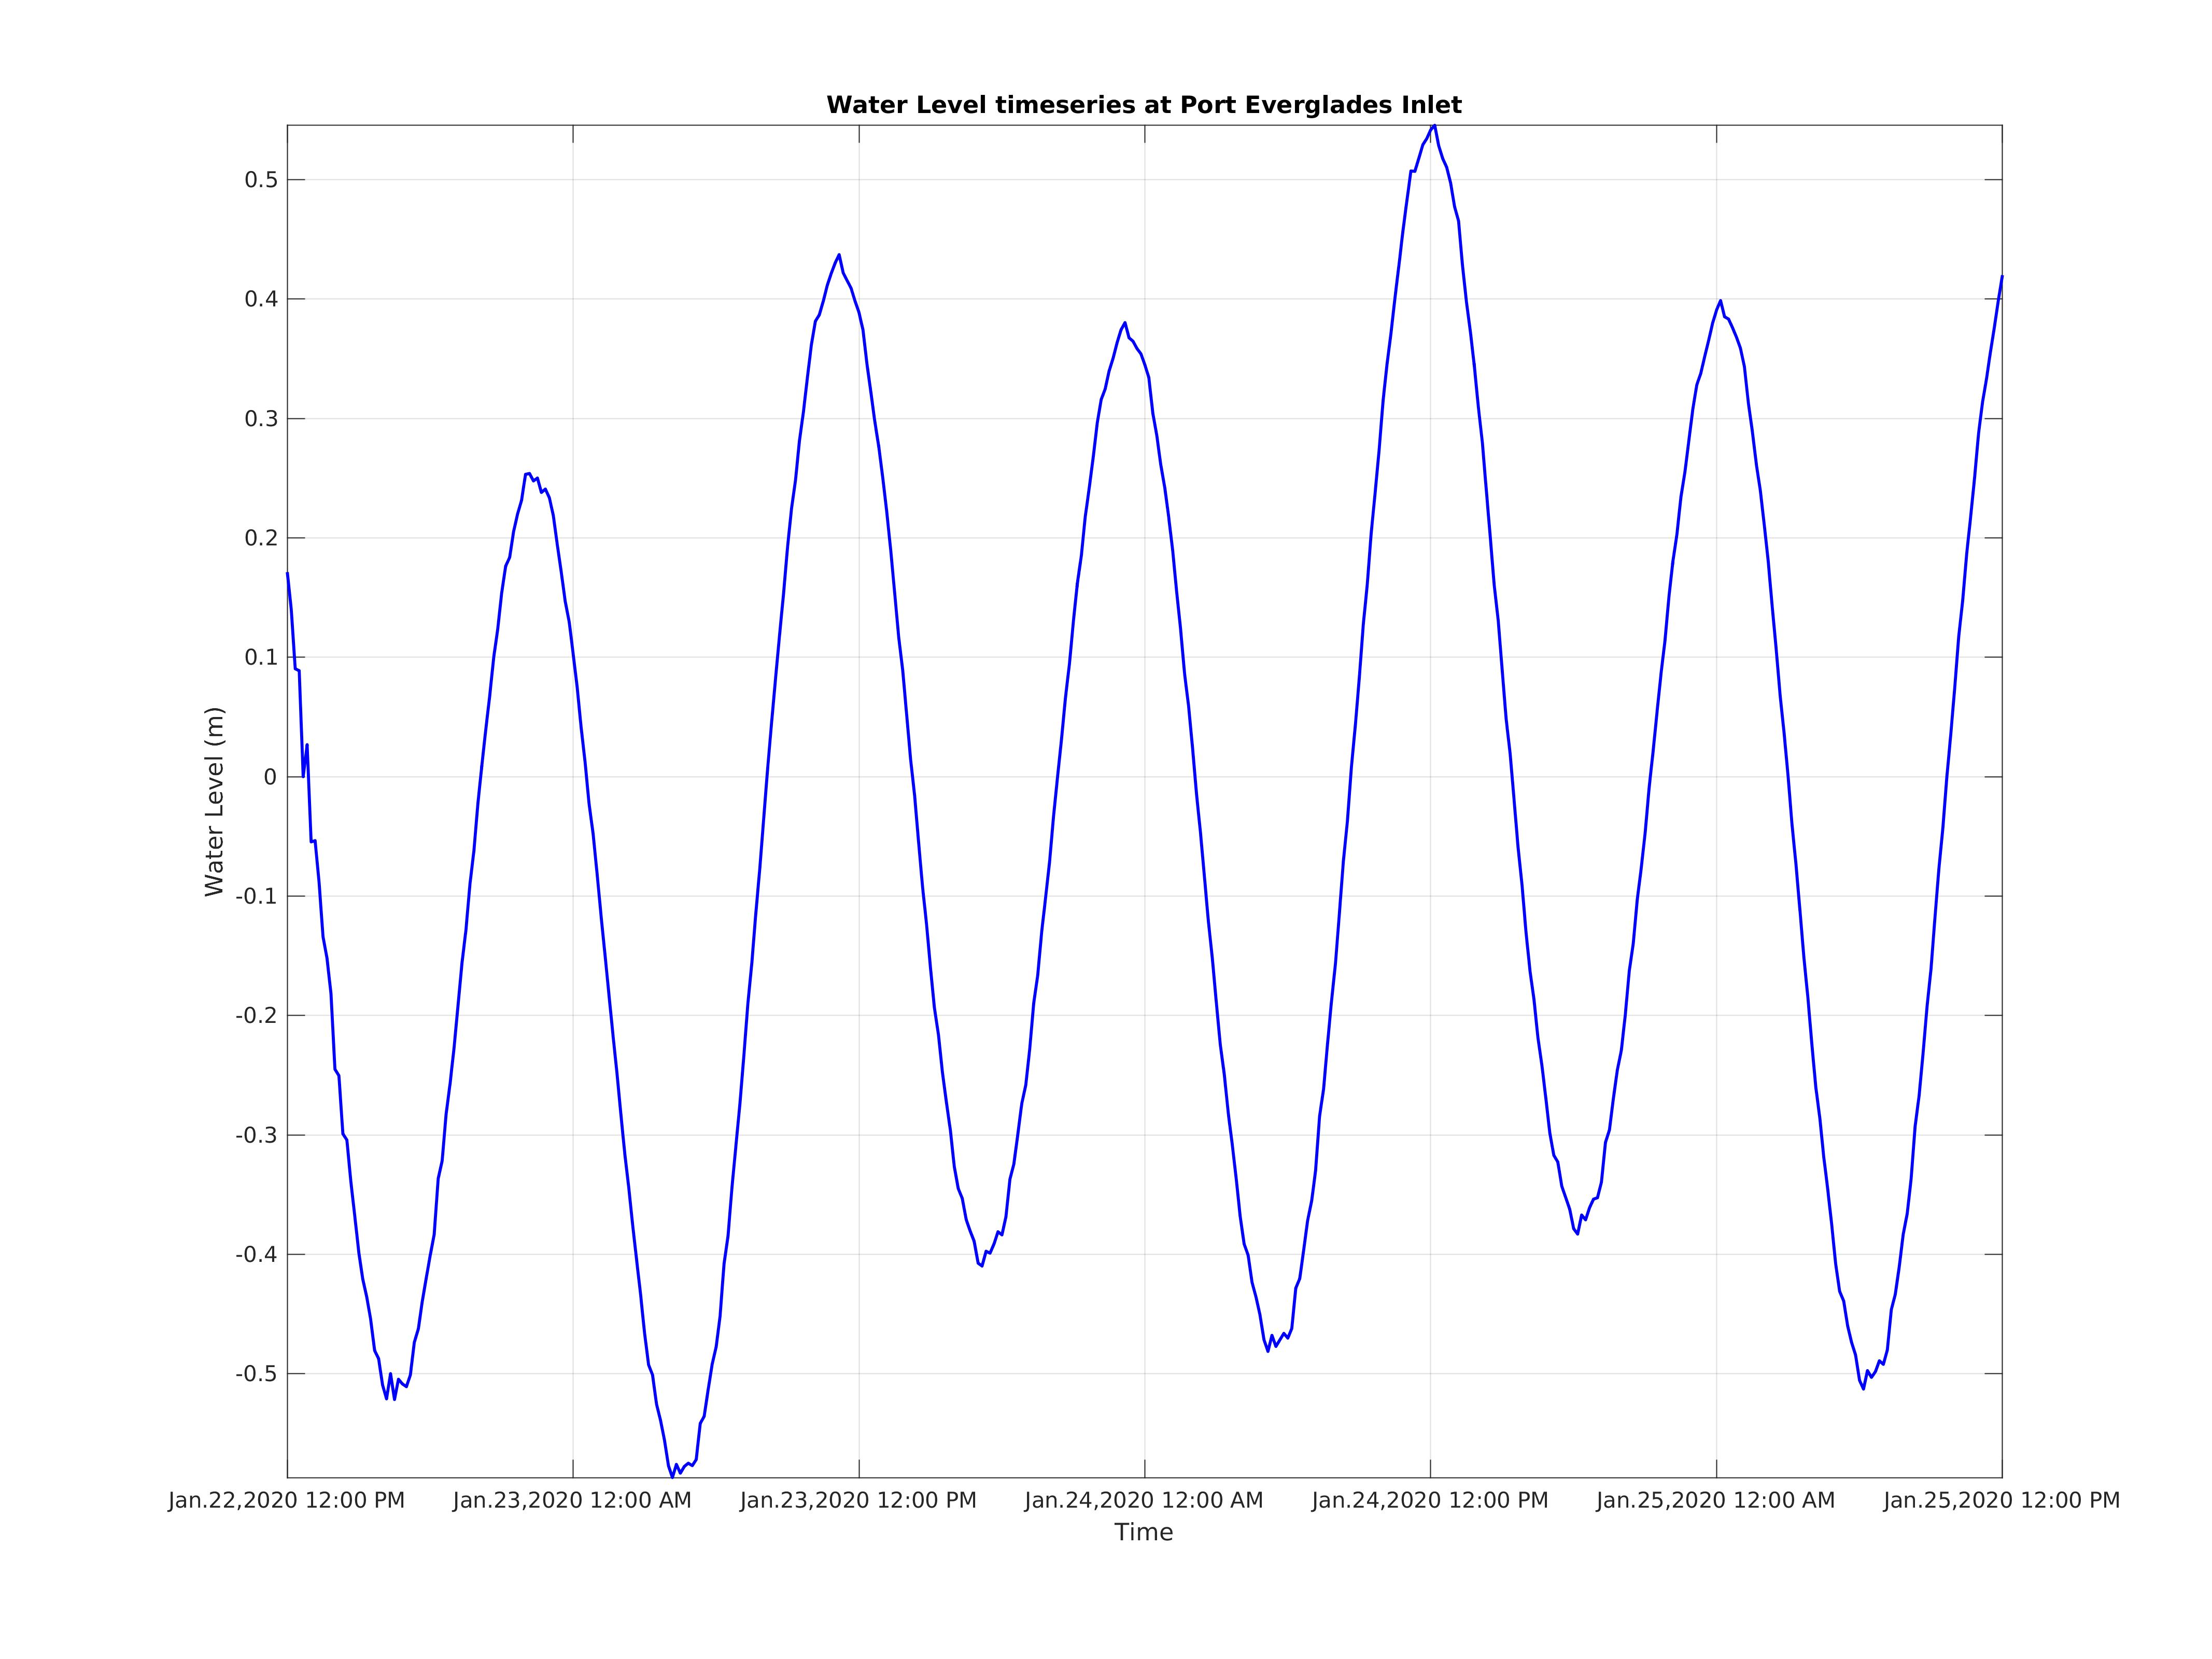 Water Level timeseries at Port Everglades Inlet
0.5
0.4
0.3
0.2
0.1
0
-0.1
-0.2
-0.3
-0.4
-0.5
Water Level (m)
Jan.22,2020 12:00 PM Jan.23,2020 12:00 AM Jan.23,2020 12:00 PM Jan.24,2020 12:00 AM Jan.24,2020 12:00 PM Jan.25,2020 12:00 AM Jan.25,2020 12:00 PM
Time